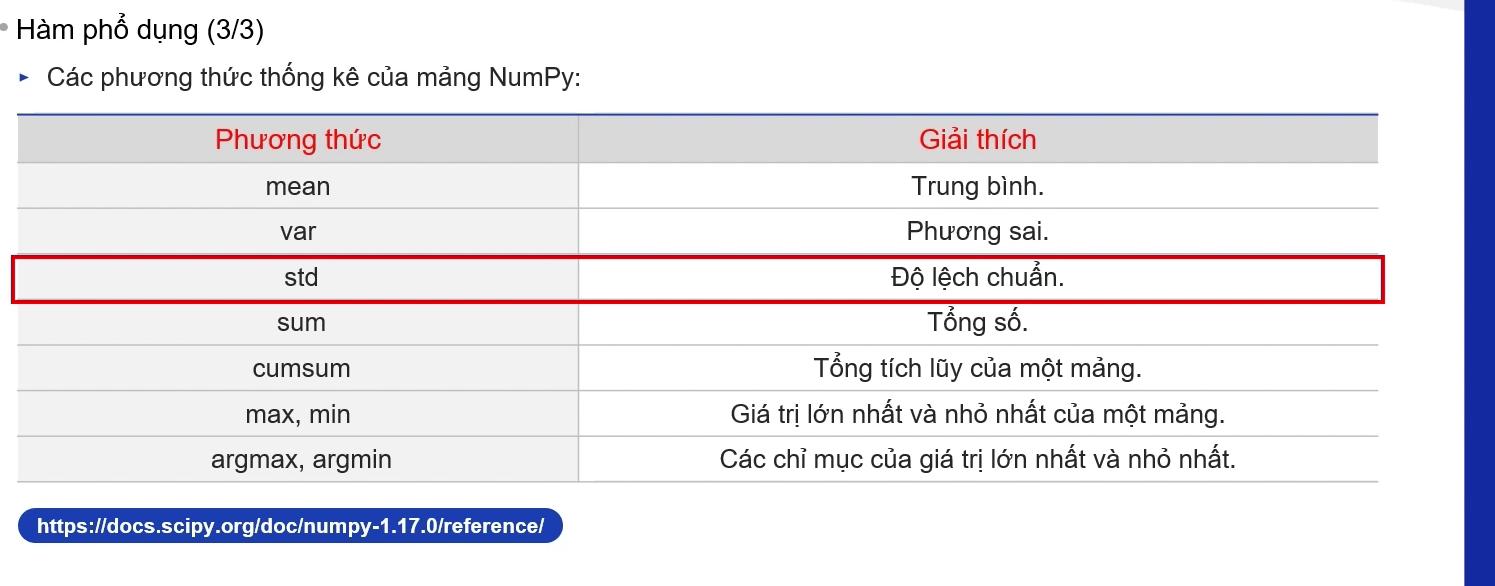 Hàm phổ dụng (3/3)
Các phương thức thống kê của mảng NumPy:
Phương thức Giải thích
mean Trung bình.
var Phương sai.
std Độ lệch chuẩn.
sum Tổng số.
cumsum Tổng tích lũy của một mảng.
max, min Giá trị lớn nhất và nhỏ nhất của một mảng.
argmax, argmin Các chỉ mục của giá trị lớn nhất và nhỏ nhất.
https://docs.scipy.org/doc/numpy-1.17.0/reference/